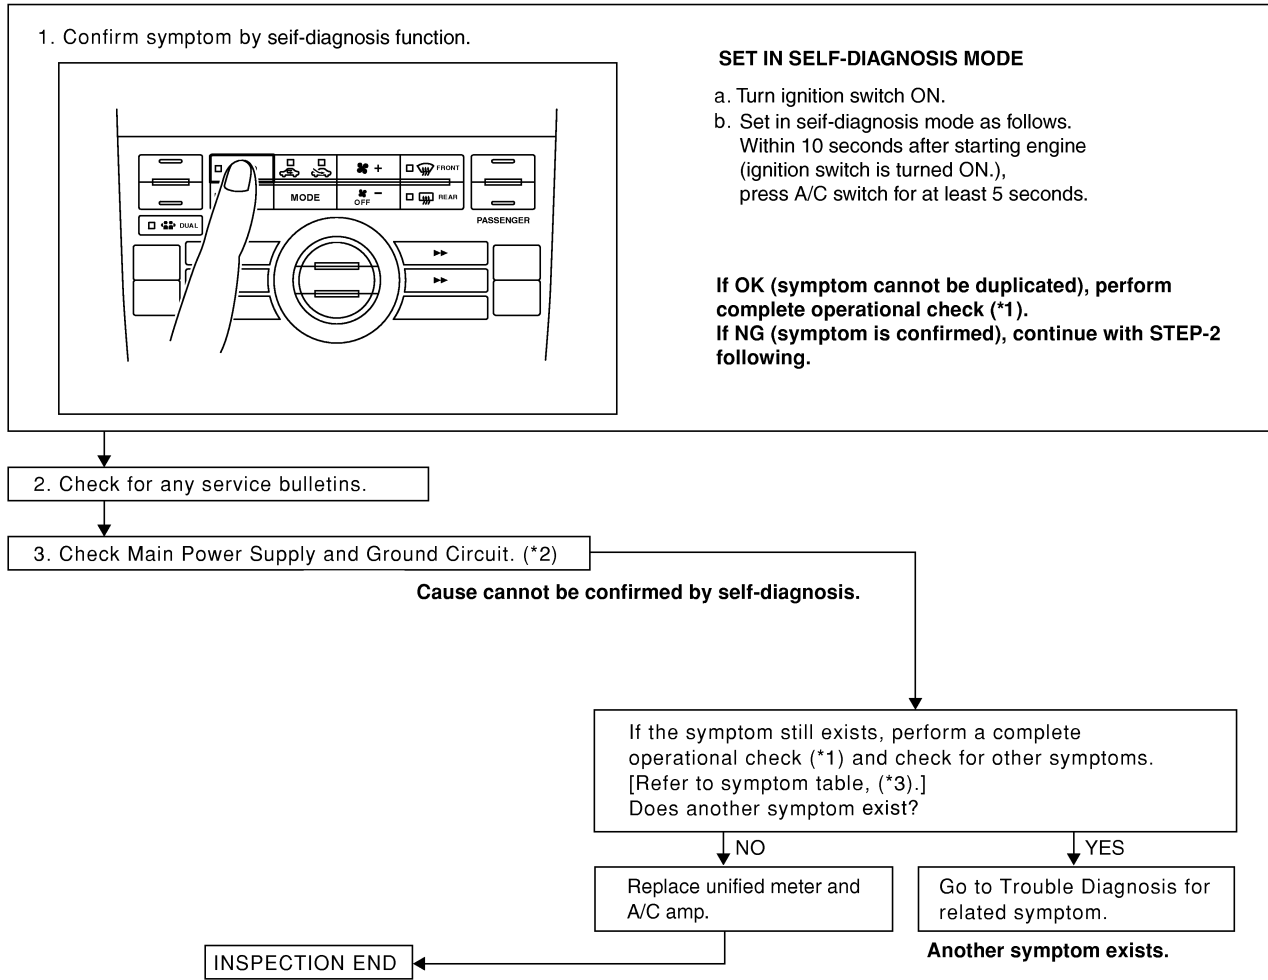 1. Confirm symptom by seif-diagnosis function.
SET IN SELF-DIAGNOSIS MODE
a. Turn ignition switch ON.
b. Set in seif-diagnosis mode as follows.
Within 10 seconds after starting engine
(ignition switch is turned ON.),
press A/C switch for at least 5 seconds.
FRONT
MODE
OFF
REAR
DUAL
PASSENGER
If OK (symptom cannot be duplicated), perform
complete operational check (*1).
If NG (symptom is confirmed), continue with STEP-2
following.
2. Check for any service bulletins.
3. Check Main Power Supply and Ground Circuit. (*2)
Cause cannot be confirmed by self-diagnosis.
If the symptom still exists, perform a complete
operational check (*1) and check for other symptoms.
[Refer to symptom table, (*3).]
Does another symptom exist?
NO
YES
Replace unified meter and
A/C amp.
Go to Trouble Diagnosis for
related symptom.
Another symptom exists.
INSPECTION END